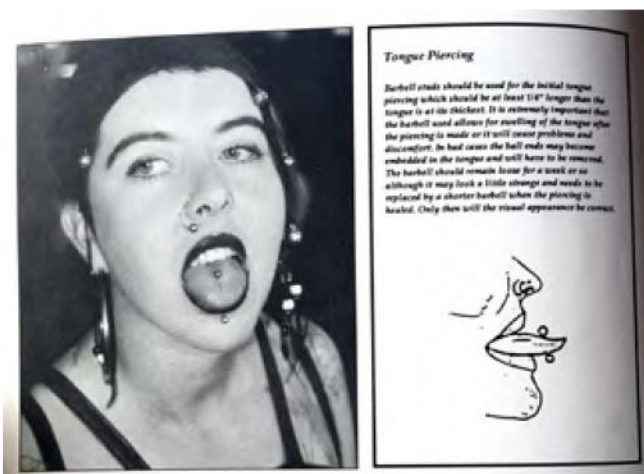 Tongue Piercing
Barbell studs should be used for the initial tongue
piercing which should be at least 1/4" longer than the
tongue is at its thickest. It is extremely important that
the barbell used allows for swelling of the tongue after
the piercing is made or it will cause problems and
discomfort. In bad cases the ball ends may become
embedded in the tongue and will have to be removed.
The barbell should remain loose for a week or so
although it may look a little strange and needs to be
replaced by a shorter barbell when the piercing is
healed. Only then will the visual appearance be correct.